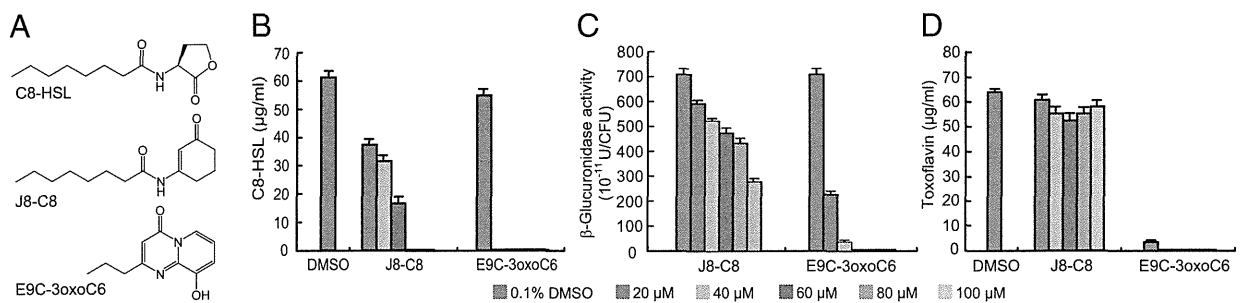 A
C8-HSL
J8-C8
E9C-3oxoC6
O
N
H
O
O
O
O
N
H
O
N
N
OH
B
C8-HSL (µg/ml)
70
60
50
40
30
20
10
0
DMSO
J8-C8
E9C-3oxoC6
C
β-Glucuronidase activity
(10⁻¹¹ U/CFU)
800
700
600
500
400
300
200
100
0
J8-C8
E9C-3oxoC6
D
Toxoflavin (µg/ml)
80
70
60
50
40
30
20
10
0
DMSO
J8-C8
E9C-3oxoC6
0.1% DMSO
20 µM
40 µM
60 µM
80 µM
100 µM